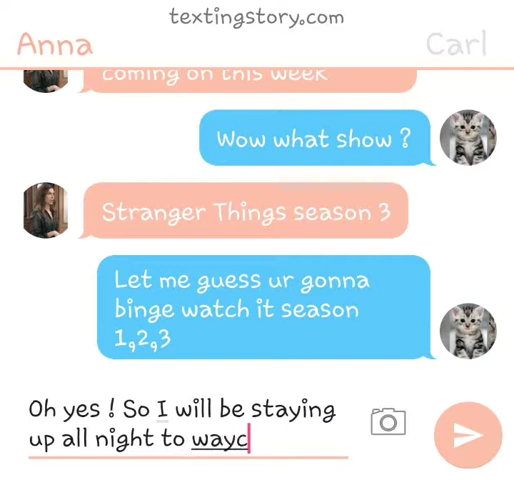 textingstory.com
Anna
Carl
coming on this week
Wow what show ?
Stranger Things season 3
Let me guess ur gonna
binge watch it season
1,2,3
Oh yes ! So I will be staying
up all night to wayc